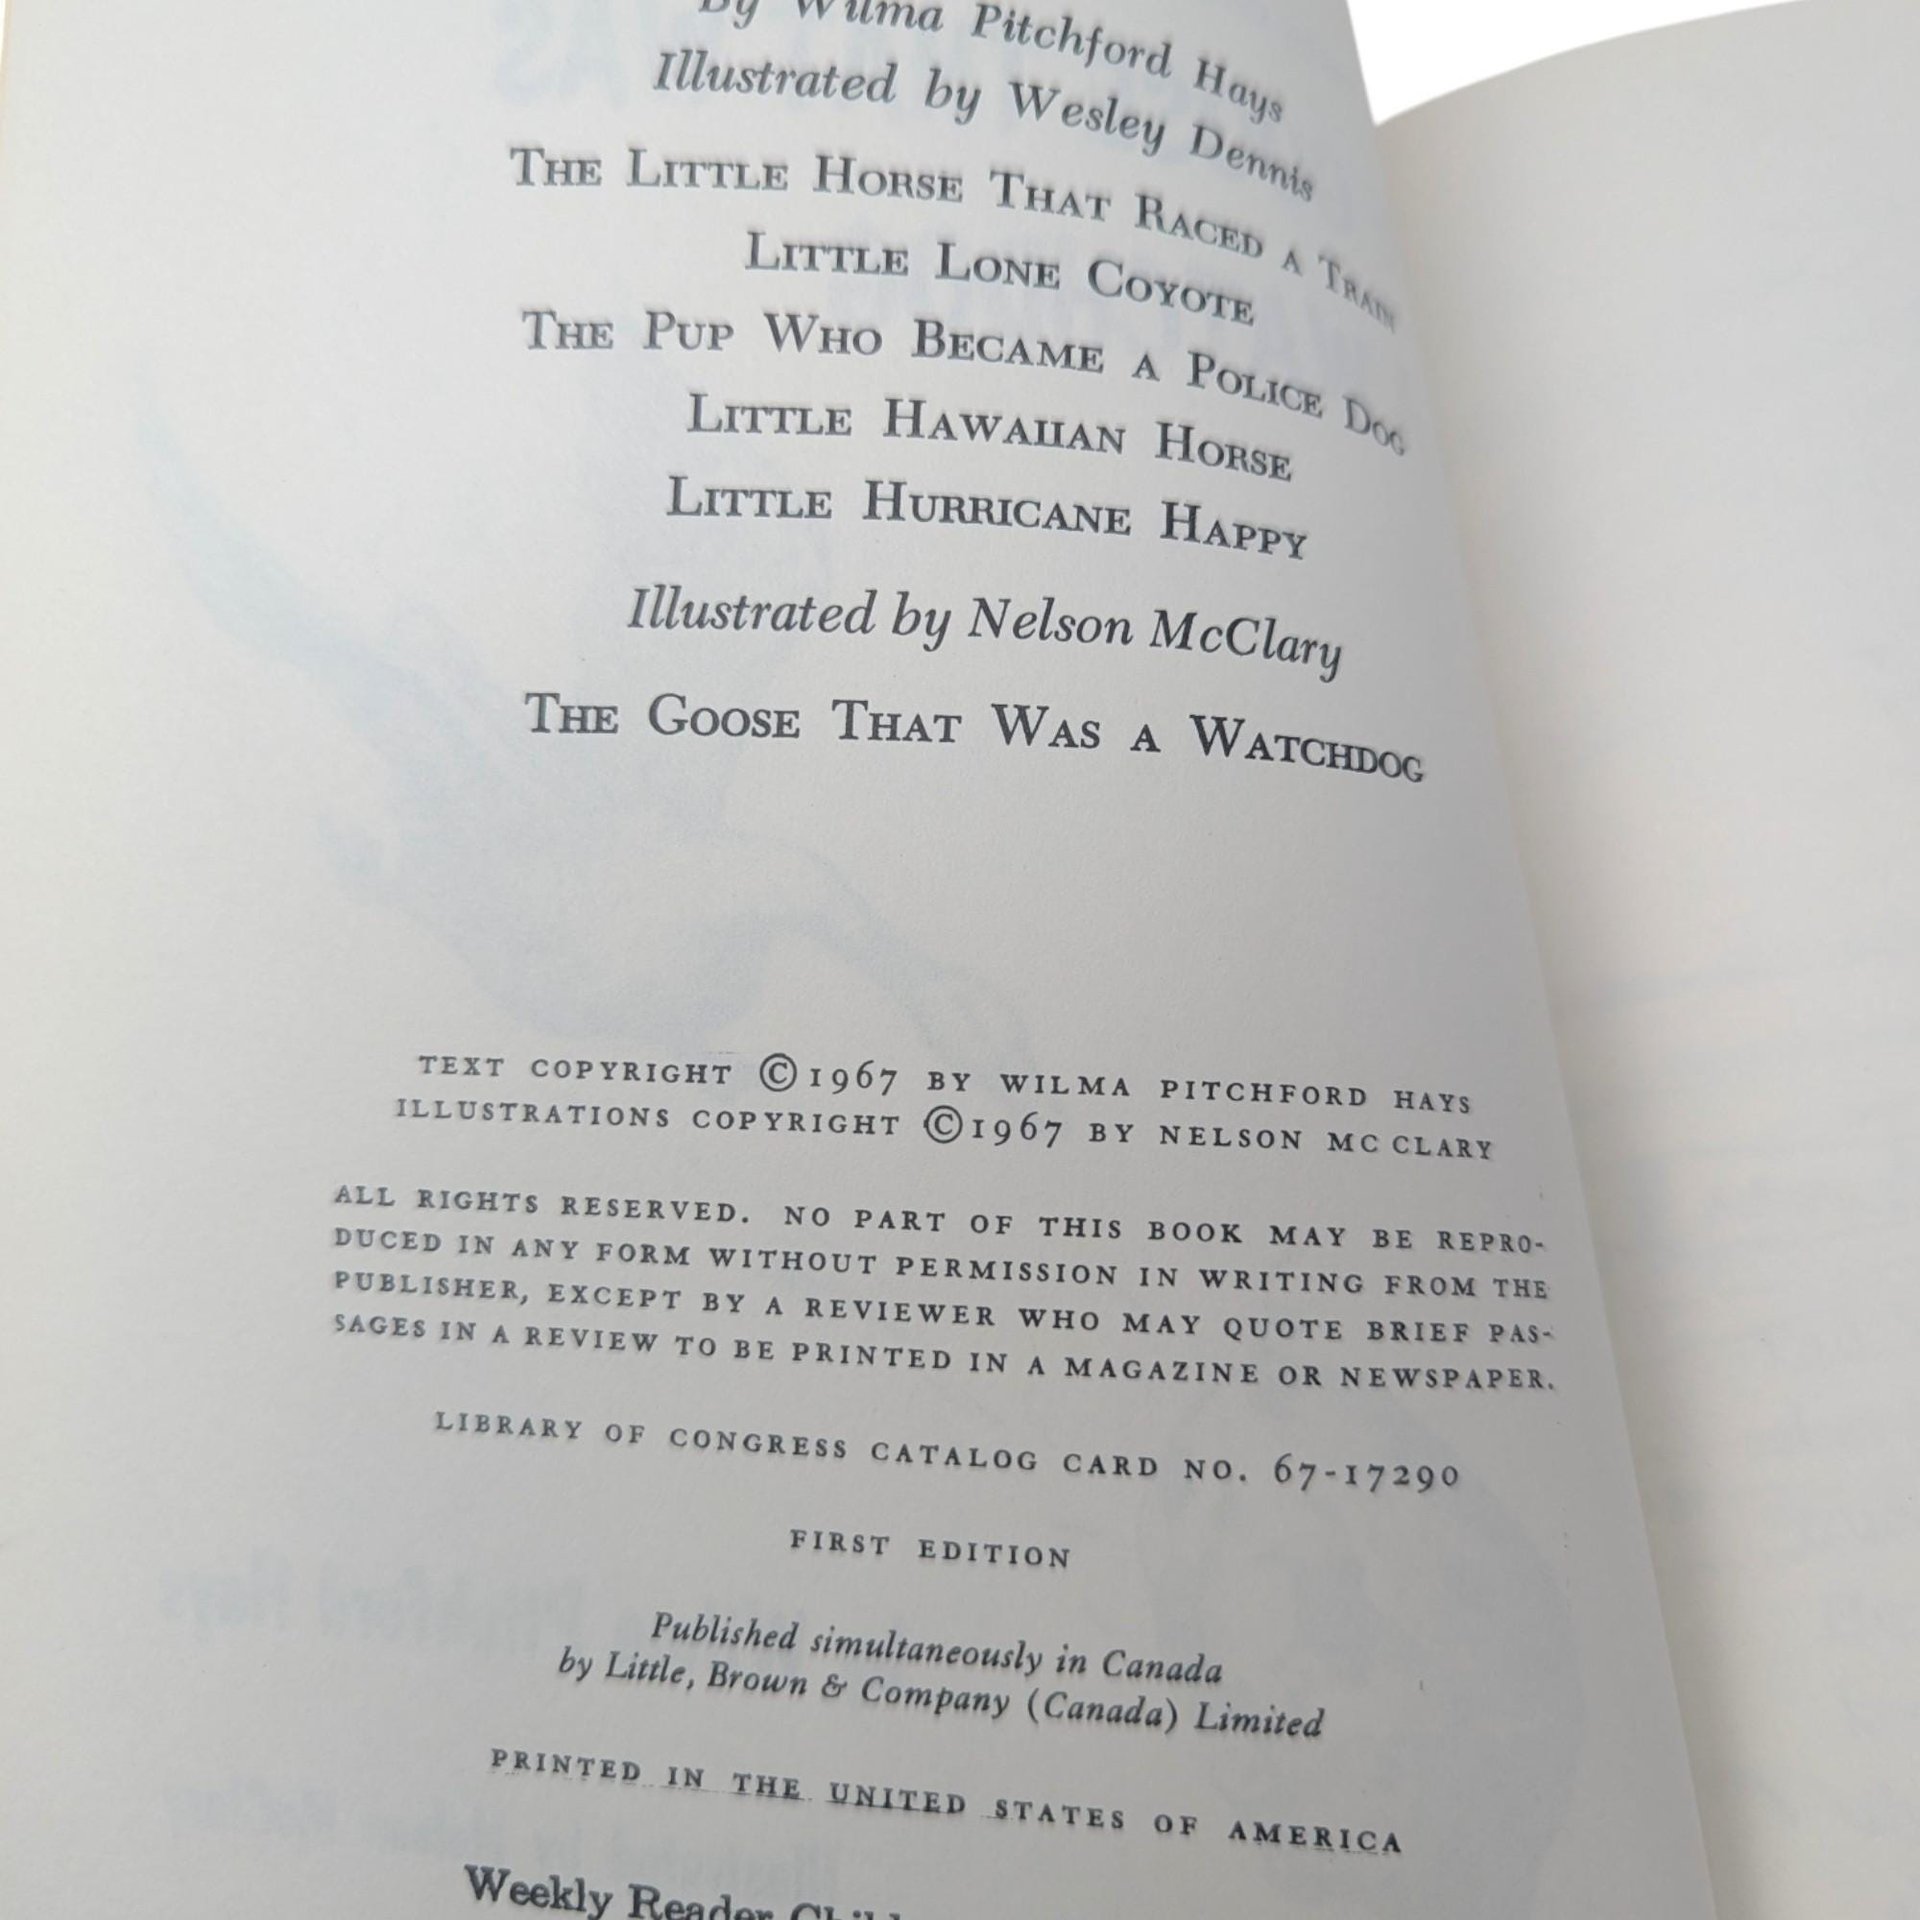 By Wilma Pitchford Hays
Illustrated by Wesley Dennis
THE LITTLE HORSE THAT RACED A TRAIN
LITTLE LONE COYOTE
THE PUP WHO BECAME A POLICE DOG
LITTLE HAWAIIAN HORSE
LITTLE HURRICANE HAPPY
Illustrated by Nelson McClary
THE GOOSE THAT WAS A WATCHDOG
TEXT COPYRIGHT © 1967 BY WILMA PITCHFORD HAYS
ILLUSTRATIONS COPYRIGHT © 1967 BY NELSON MC CLARY
ALL RIGHTS RESERVED. NO PART OF THIS BOOK MAY BE REPRO-
DUCED IN ANY FORM WITHOUT PERMISSION IN WRITING FROM THE
PUBLISHER, EXCEPT BY A REVIEWER WHO MAY QUOTE BRIEF PAS-
SAGES IN A REVIEW TO BE PRINTED IN A MAGAZINE OR NEWSPAPER.
LIBRARY OF CONGRESS CATALOG CARD NO. 67-17290
FIRST EDITION
Published simultaneously in Canada
by Little, Brown & Company (Canada) Limited
PRINTED IN THE UNITED STATES OF AMERICA
Weekly Reader